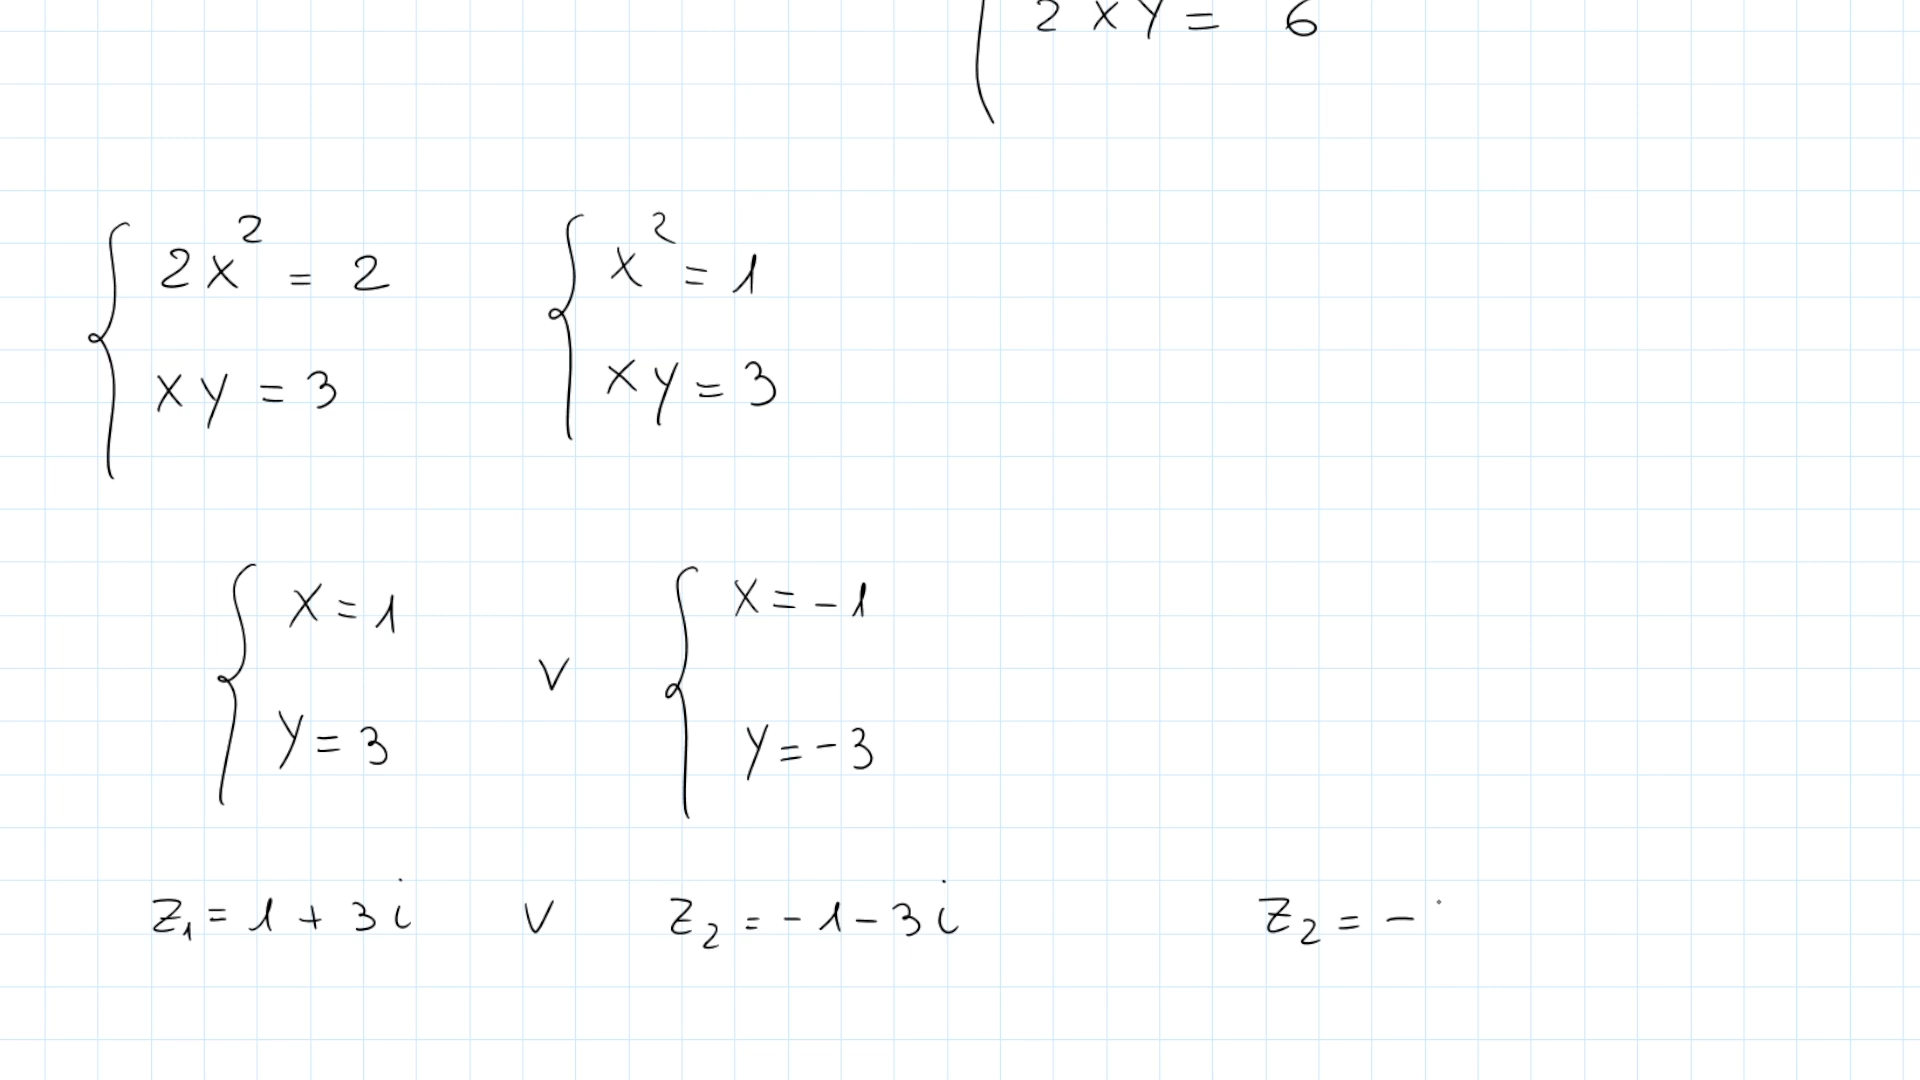 2 x y = 6
2x² = 2    x² = 1
xy = 3    xy = 3
x = 1    x = -1
v
y = 3    y = -3
z₁ = 1 + 3i    v    z₂ = -1 - 3i    z₂ = -